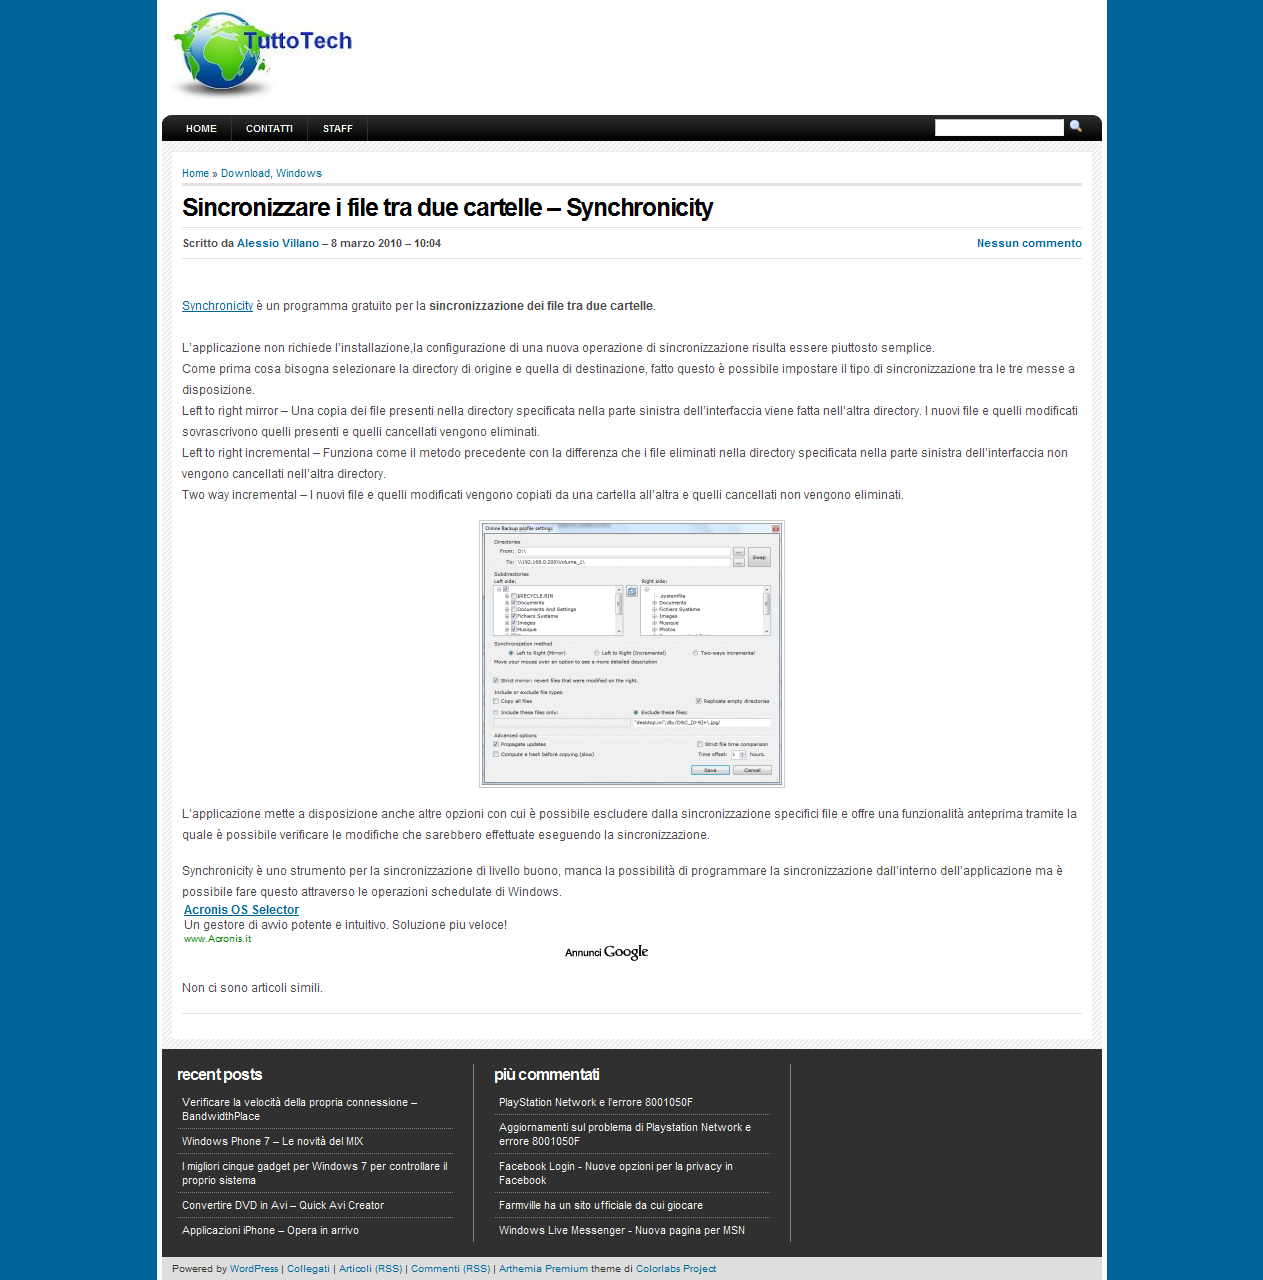 TuttoTech
HOME CONTATTI STAFF
Home » Download, Windows
Sincronizzare i file tra due cartelle – Synchronicity
Scritto da Alessio Villano – 8 marzo 2010 – 10:04 Nessun commento
Synchronicity è un programma gratuito per la sincronizzazione dei file tra due cartelle.
L'applicazione non richiede l'installazione,la configurazione di una nuova operazione di sincronizzazione risulta essere piuttosto semplice.
Come prima cosa bisogna selezionare la directory di origine e quella di destinazione, fatto questo è possibile impostare il tipo di sincronizzazione tra le tre messe a
disposizione.
Left to right mirror – Una copia dei file presenti nella directory specificata nella parte sinistra dell'interfaccia viene fatta nell'altra directory. I nuovi file e quelli modificati
sovrascrivono quelli presenti e quelli cancellati vengono eliminati.
Left to right incremental – Funziona come il metodo precedente con la differenza che i file eliminati nella directory specificata nella parte sinistra dell'interfaccia non
vengono cancellati nell'altra directory.
Two way incremental – I nuovi file e quelli modificati vengono copiati da una cartella all'altra e quelli cancellati non vengono eliminati.
Online Backup profile settings
Directories
From: D:\
To: \\192.168.0.200\Volume_1\
Swap
Subdirectories
Left side: Right side:
$RECYCLE.BIN .systemfile
Documents Documents
Documents And Settings Fichiers Système
Fichiers Système Images
Images Musique
Musique Photos
Synchronization method
Left to Right (Mirror) Left to Right (Incremental) Two-ways incremental
Move your mouse over an option to see a more detailed description
Strict mirror: revert files that were modified on the right.
Include or exclude file types
Copy all files Replicate empty directories
Include these files only: Exclude these files:
Advanced options
Propagate updates Strict file time comparison
Compute a hash before copying (slow) Time offset: 1 hours.
Save Cancel
L'applicazione mette a disposizione anche altre opzioni con cui è possibile escludere dalla sincronizzazione specifici file e offre una funzionalità anteprima tramite la
quale è possibile verificare le modifiche che sarebbero effettuate eseguendo la sincronizzazione.
Synchronicity è uno strumento per la sincronizzazione di livello buono, manca la possibilità di programmare la sincronizzazione dall'interno dell'applicazione ma è
possibile fare questo attraverso le operazioni schedulate di Windows.
Acronis OS Selector
Un gestore di avvio potente e intuitivo. Soluzione piu veloce!
www.Acronis.it
Annunci Google
Non ci sono articoli simili.
recent posts
Verificare la velocità della propria connessione –
BandwidthPlace
Windows Phone 7 – Le novità del MIX
I migliori cinque gadget per Windows 7 per controllare il
proprio sistema
Convertire DVD in Avi – Quick Avi Creator
Applicazioni iPhone – Opera in arrivo
più commentati
PlayStation Network e l'errore 8001050F
Aggiornamenti sul problema di Playstation Network e
errore 8001050F
Facebook Login - Nuove opzioni per la privacy in
Facebook
Farmville ha un sito ufficiale da cui giocare
Windows Live Messenger - Nuova pagina per MSN
Powered by WordPress | Collegati | Articoli (RSS) | Commenti (RSS) | Arthemia Premium theme di Colorlabs Project